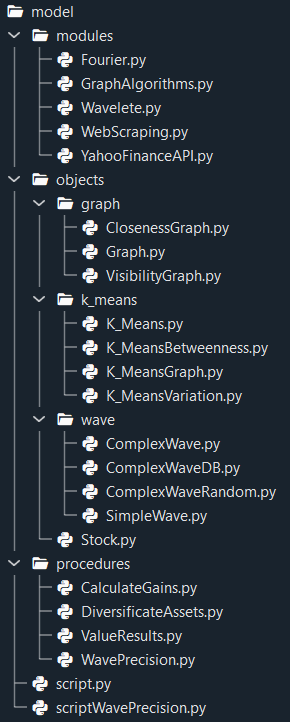 model
modules
Fourier.py
GraphAlgorithms.py
Wavelete.py
WebScraping.py
YahooFinanceAPI.py
objects
graph
ClosenessGraph.py
Graph.py
VisibilityGraph.py
k_means
K_Means.py
K_MeansBetweenness.py
K_MeansGraph.py
K_MeansVariation.py
wave
ComplexWave.py
ComplexWaveDB.py
ComplexWaveRandom.py
SimpleWave.py
Stock.py
procedures
CalculateGains.py
DiversificateAssets.py
ValueResults.py
WavePrecision.py
script.py
scriptWavePrecision.py